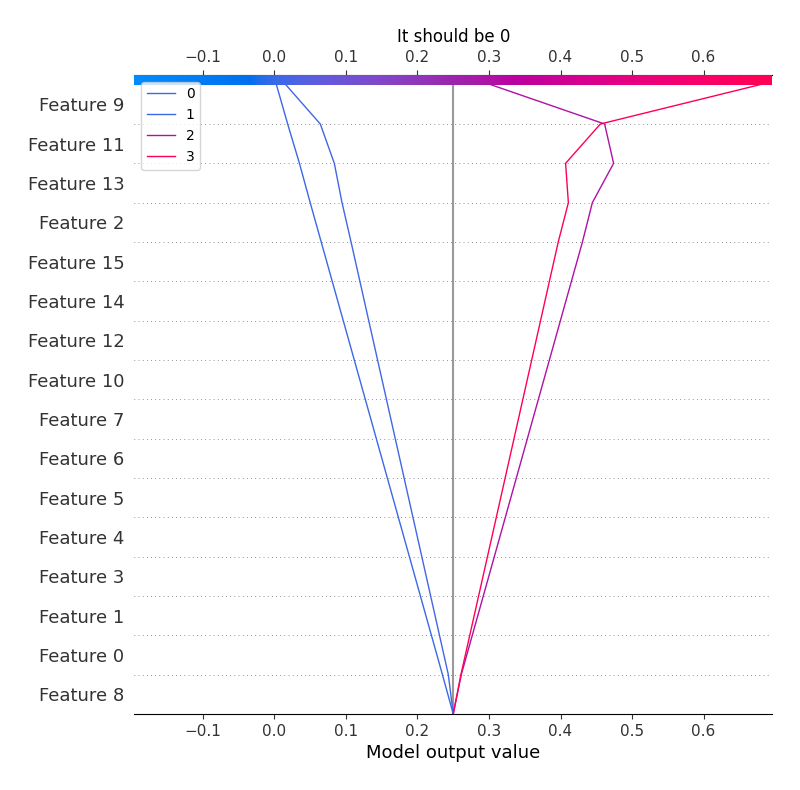 It should be 0
−0.1 0.0 0.1 0.2 0.3 0.4 0.5 0.6
0
1
2
3
Feature 9
Feature 11
Feature 13
Feature 2
Feature 15
Feature 14
Feature 12
Feature 10
Feature 7
Feature 6
Feature 5
Feature 4
Feature 3
Feature 1
Feature 0
Feature 8
−0.1 0.0 0.1 0.2 0.3 0.4 0.5 0.6
Model output value